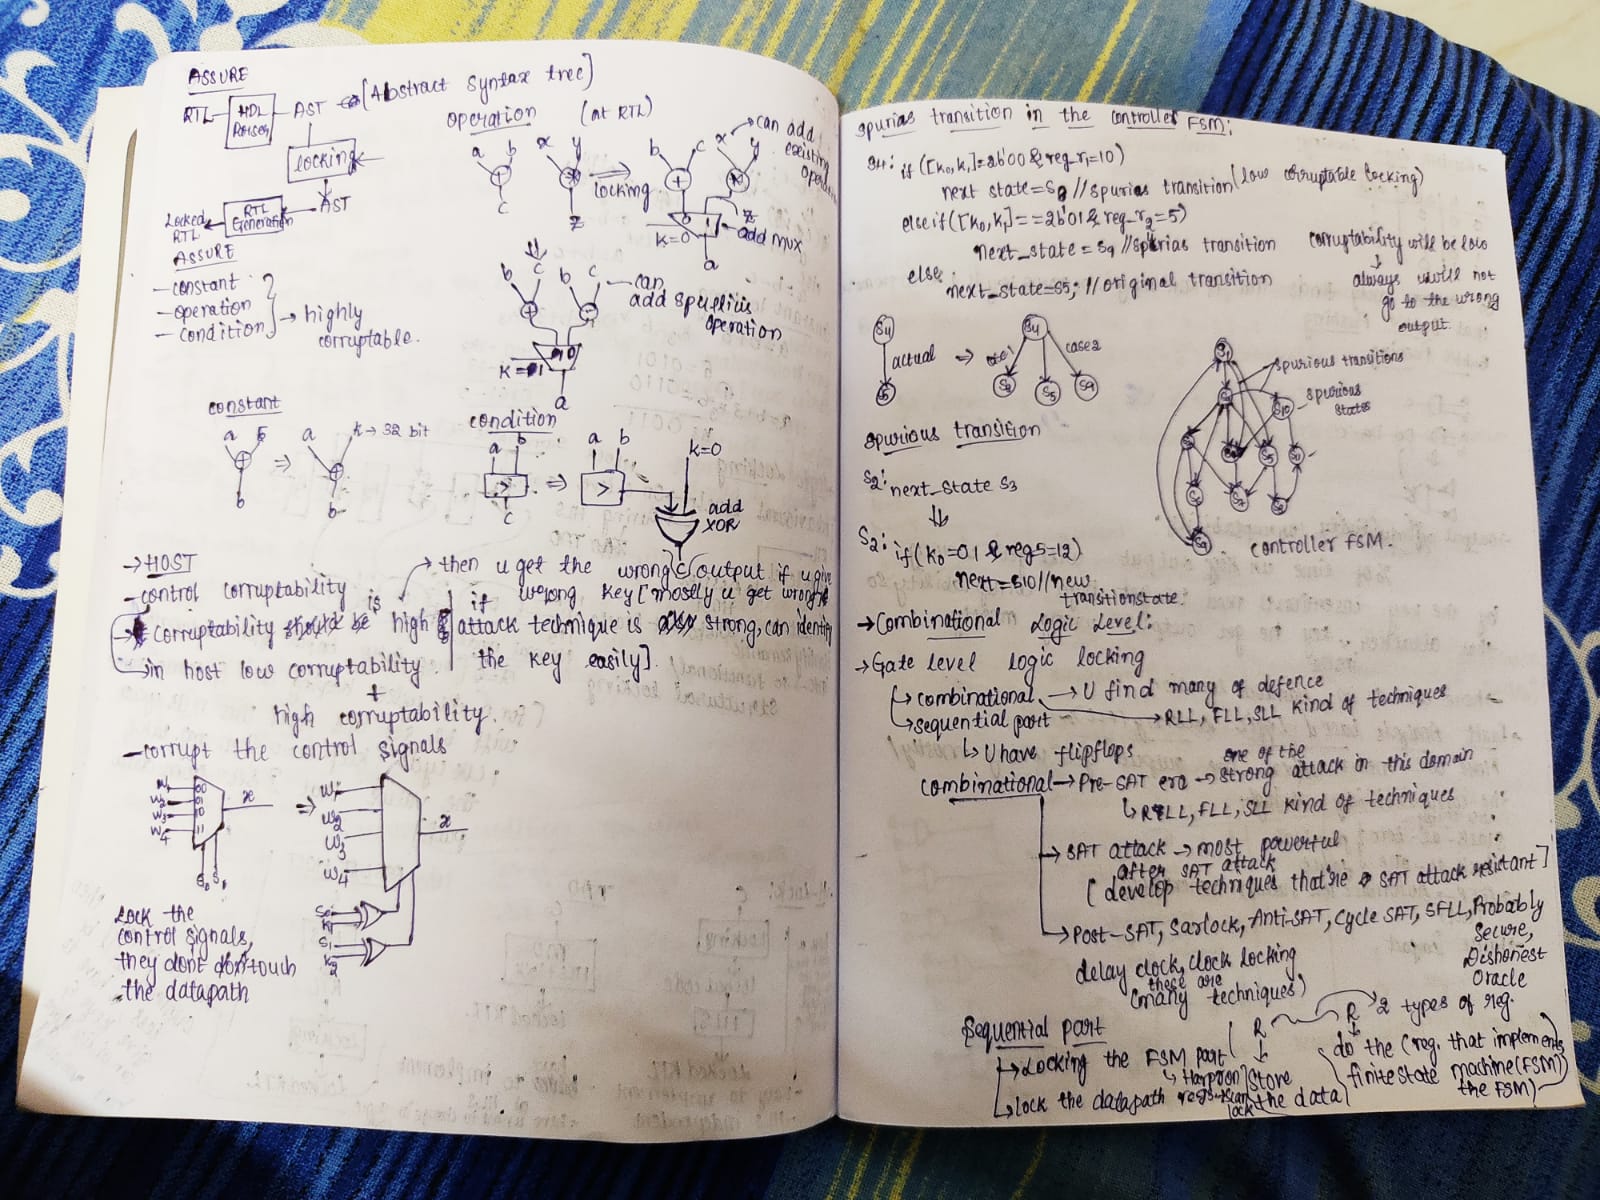 ASSURE
RTL
HDL
Parser
AST
[Abstract Syntax tree]
locking
AST
RTL
Generation
Locked
RTL
ASSURE
- constant
- operation
- condition
→ highly
corruptable.
operation (at RTL)
a b
c
x y
z
⇒
locking
b c
x y
can add
existing
operation
K=0
0 1
z
add mux
a
b c b c
can
add spurious
operation
K=1
a
constant
a 5
b
⇒
a
k → 32 bit
b
condition
a b
>
c
⇒
a b
>
K=0
add
XOR
c
→ HOST
- control corruptability
→ corruptability is high
→ in host low corruptability
+
high corruptability.
→ then u get the wrong output if u give
wrong key [mostly u get wrong
if
attack technique is strong, can identify
the key easily].
- corrupt the control signals
W1
W2
W3
W4
00
01
10
11
x
S0 S1
⇒
W1
W2
W3
W4
x
S0
K1
S1
K2
Lock the
control signals,
they dont touch
the datapath
spurias transition in the controller FSM:
S4: if ([k0,k1]=2b'00 & reg_r1=10)
next state=S2 // spurias transition (low corruptable locking)
else if ([k0,k1]==2b'01 & reg_r2=5)
next_state = S9 // spurias transition
else
next_state=S5; // original transition
corruptability will be low
↓
always will not
go to the wrong
output.
S4
actual
S5
⇒
S4
case2
S2
S5
S9
S1
spurious transitions
S10
- spurious
states
controller FSM.
spurious transition
S2: next_state S3
⇓
S2: if (k0=01 & reg5=12)
next=S10 // new
transitionstate.
→ Combinational Logic Level:
→ Gate level logic locking
↳ combinational → U find many of defence
→ RLL, FLL, SLL kind of techniques
→ sequential part
↳ U have flipflops
combinational → Pre-SAT era → one of the
strong attack in this domain
↳ RLL, FLL, SLL kind of techniques
→ SAT attack → most powerful
after SAT attack
[develop techniques that're SAT attack resistant]
→ Post-SAT, Sarlock, Anti-SAT, Cycle SAT, SFLL, Probably
Secure,
Dishonest
Oracle
delay clock, clock locking
(these are
many techniques)
Sequential part
→ Locking the FSM part
→ Harpoon
→ lock the datapath regs → scan
lock
R
↓
Store
the data
R 2 types of reg.
↓
do the (reg. that implements
finite state machine (FSM)
the FSM)